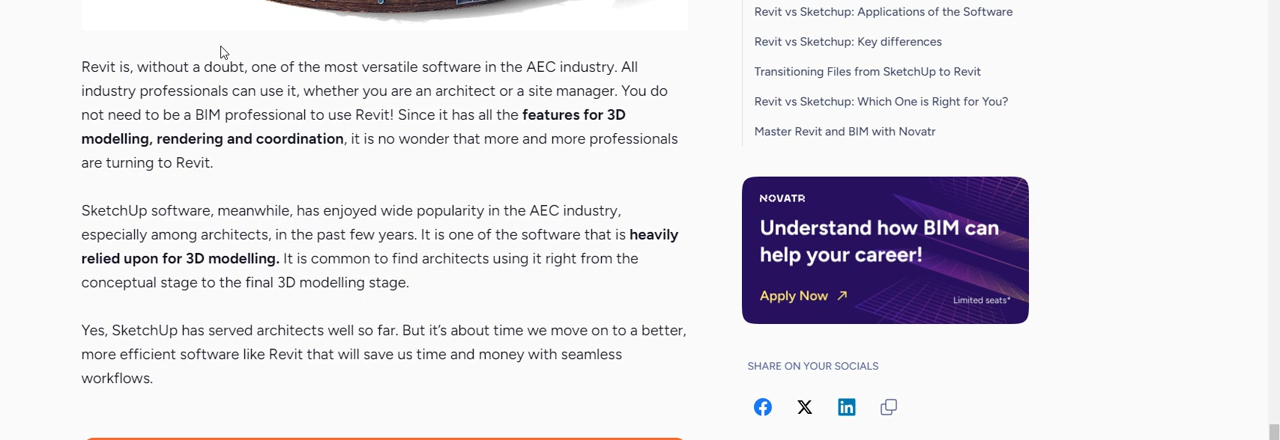 Revit is, without a doubt, one of the most versatile software in the AEC industry. All
industry professionals can use it, whether you are an architect or a site manager. You do
not need to be a BIM professional to use Revit! Since it has all the features for 3D
modelling, rendering and coordination, it is no wonder that more and more professionals
are turning to Revit.
SketchUp software, meanwhile, has enjoyed wide popularity in the AEC industry,
especially among architects, in the past few years. It is one of the software that is heavily
relied upon for 3D modelling. It is common to find architects using it right from the
conceptual stage to the final 3D modelling stage.
Yes, SketchUp has served architects well so far. But it’s about time we move on to a better,
more efficient software like Revit that will save us time and money with seamless
workflows.
Revit vs Sketchup: Applications of the Software
Revit vs Sketchup: Key differences
Transitioning Files from SketchUp to Revit
Revit vs Sketchup: Which One is Right for You?
Master Revit and BIM with Novatr
NOVATR
Understand how BIM can
help your career!
Apply Now
Limited seats*
SHARE ON YOUR SOCIALS